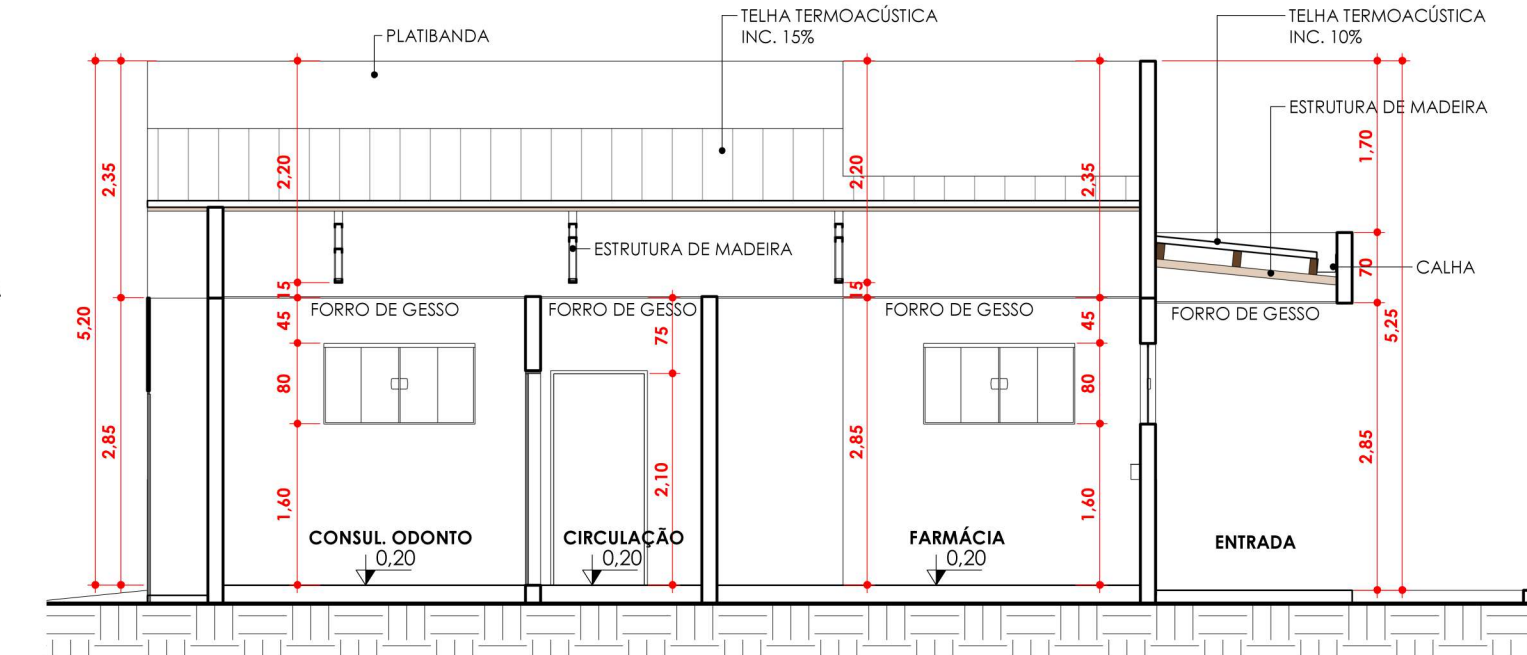 TELHA TERMOACÚSTICA
INC. 15%
TELHA TERMOACÚSTICA
INC. 10%
PLATIBANDA
ESTRUTURA DE MADEIRA
2,35
2,20
2,20
2,35
1,70
ESTRUTURA DE MADEIRA
CALHA
70
15
15
FORRO DE GESSO
FORRO DE GESSO
FORRO DE GESSO
FORRO DE GESSO
5,20
45
75
45
5,25
80
80
2,85
2,85
2,85
1,60
2,10
1,60
CONSUL. ODONTO
0,20
CIRCULAÇÃO
0,20
FARMÁCIA
0,20
ENTRADA